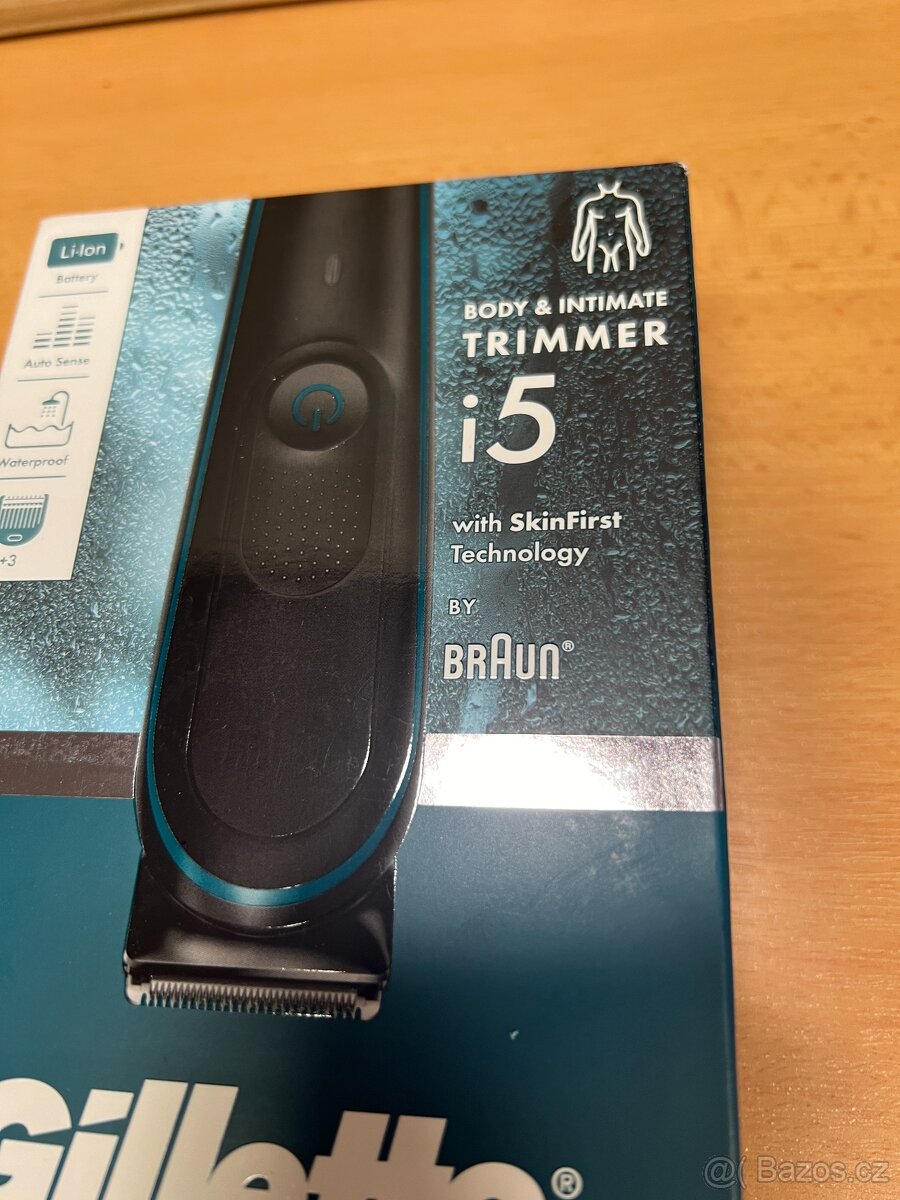 Li-Ion
Battery
Auto Sense
Waterproof
+3
BODY & INTIMATE
TRIMMER
i5
with SkinFirst
Technology
BY
BRAUN®
Gillette®
@( Bazos.cz